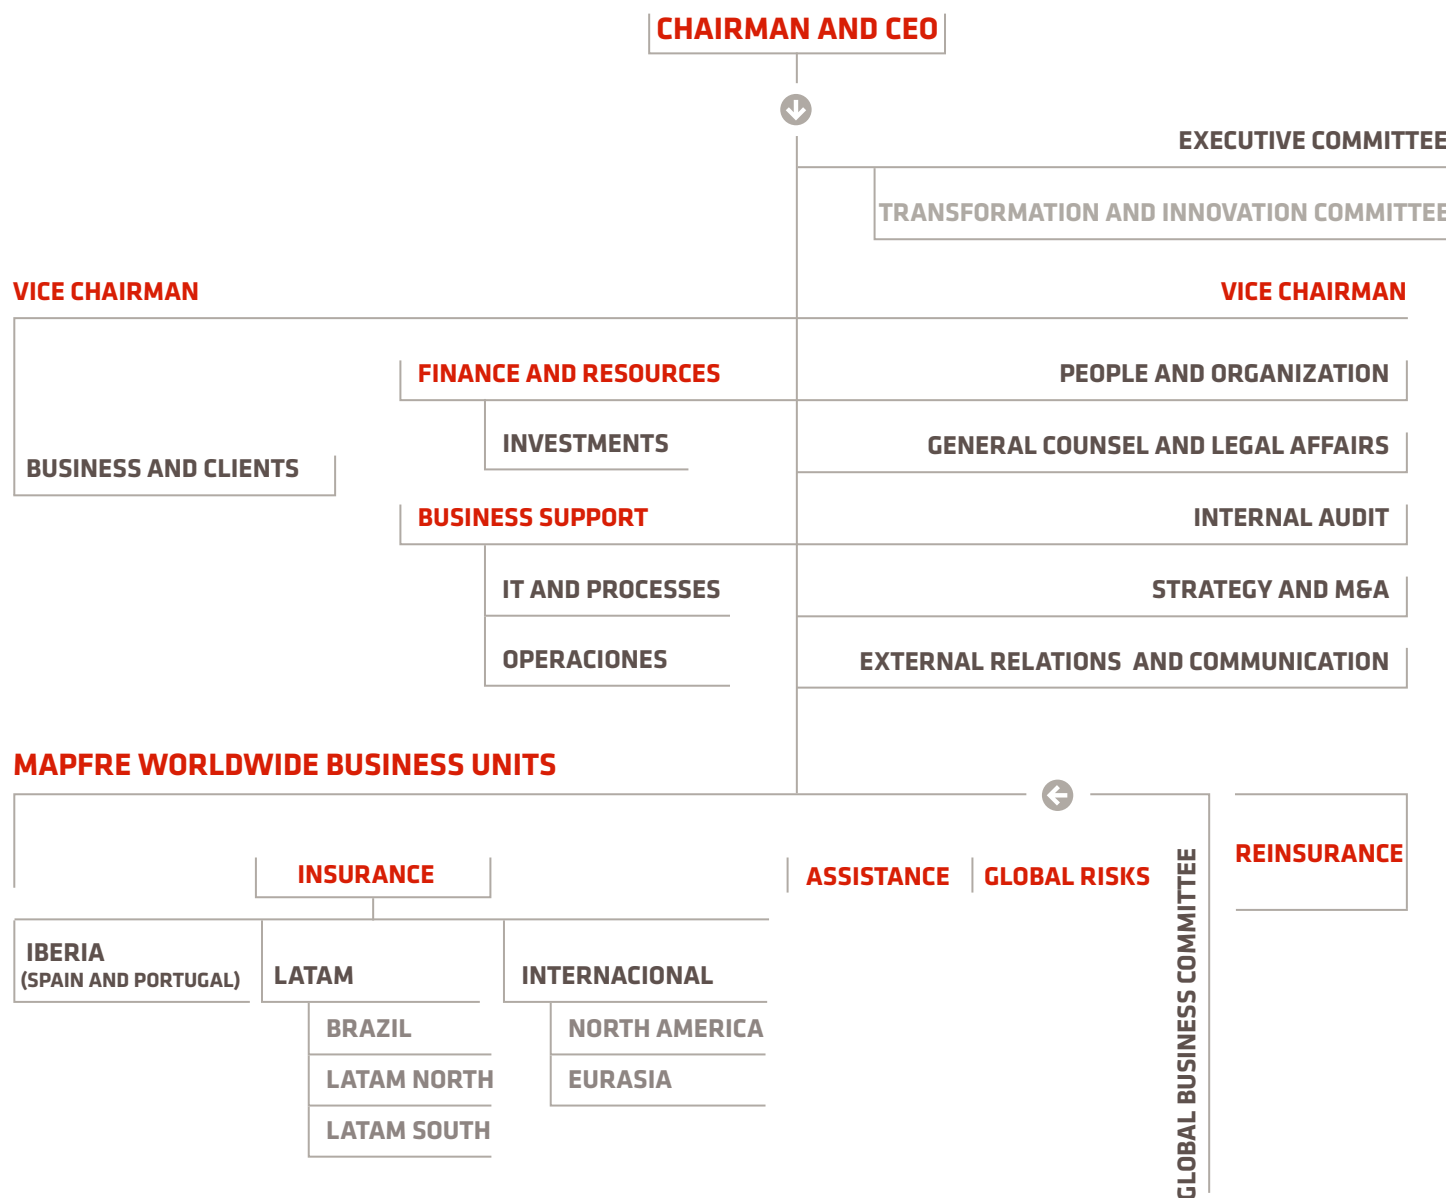 CHAIRMAN AND CEO
EXECUTIVE COMMITTEE
TRANSFORMATION AND INNOVATION COMMITTEE
VICE CHAIRMAN
VICE CHAIRMAN
FINANCE AND RESOURCES
PEOPLE AND ORGANIZATION
INVESTMENTS
GENERAL COUNSEL AND LEGAL AFFAIRS
BUSINESS AND CLIENTS
BUSINESS SUPPORT
INTERNAL AUDIT
IT AND PROCESSES
STRATEGY AND M&A
OPERACIONES
EXTERNAL RELATIONS  AND COMMUNICATION
MAPFRE WORLDWIDE BUSINESS UNITS
INSURANCE
ASSISTANCE
GLOBAL RISKS
GLOBAL BUSINESS COMMITTEE
REINSURANCE
IBERIA
(SPAIN AND PORTUGAL)
LATAM
INTERNACIONAL
BRAZIL
NORTH AMERICA
LATAM NORTH
EURASIA
LATAM SOUTH